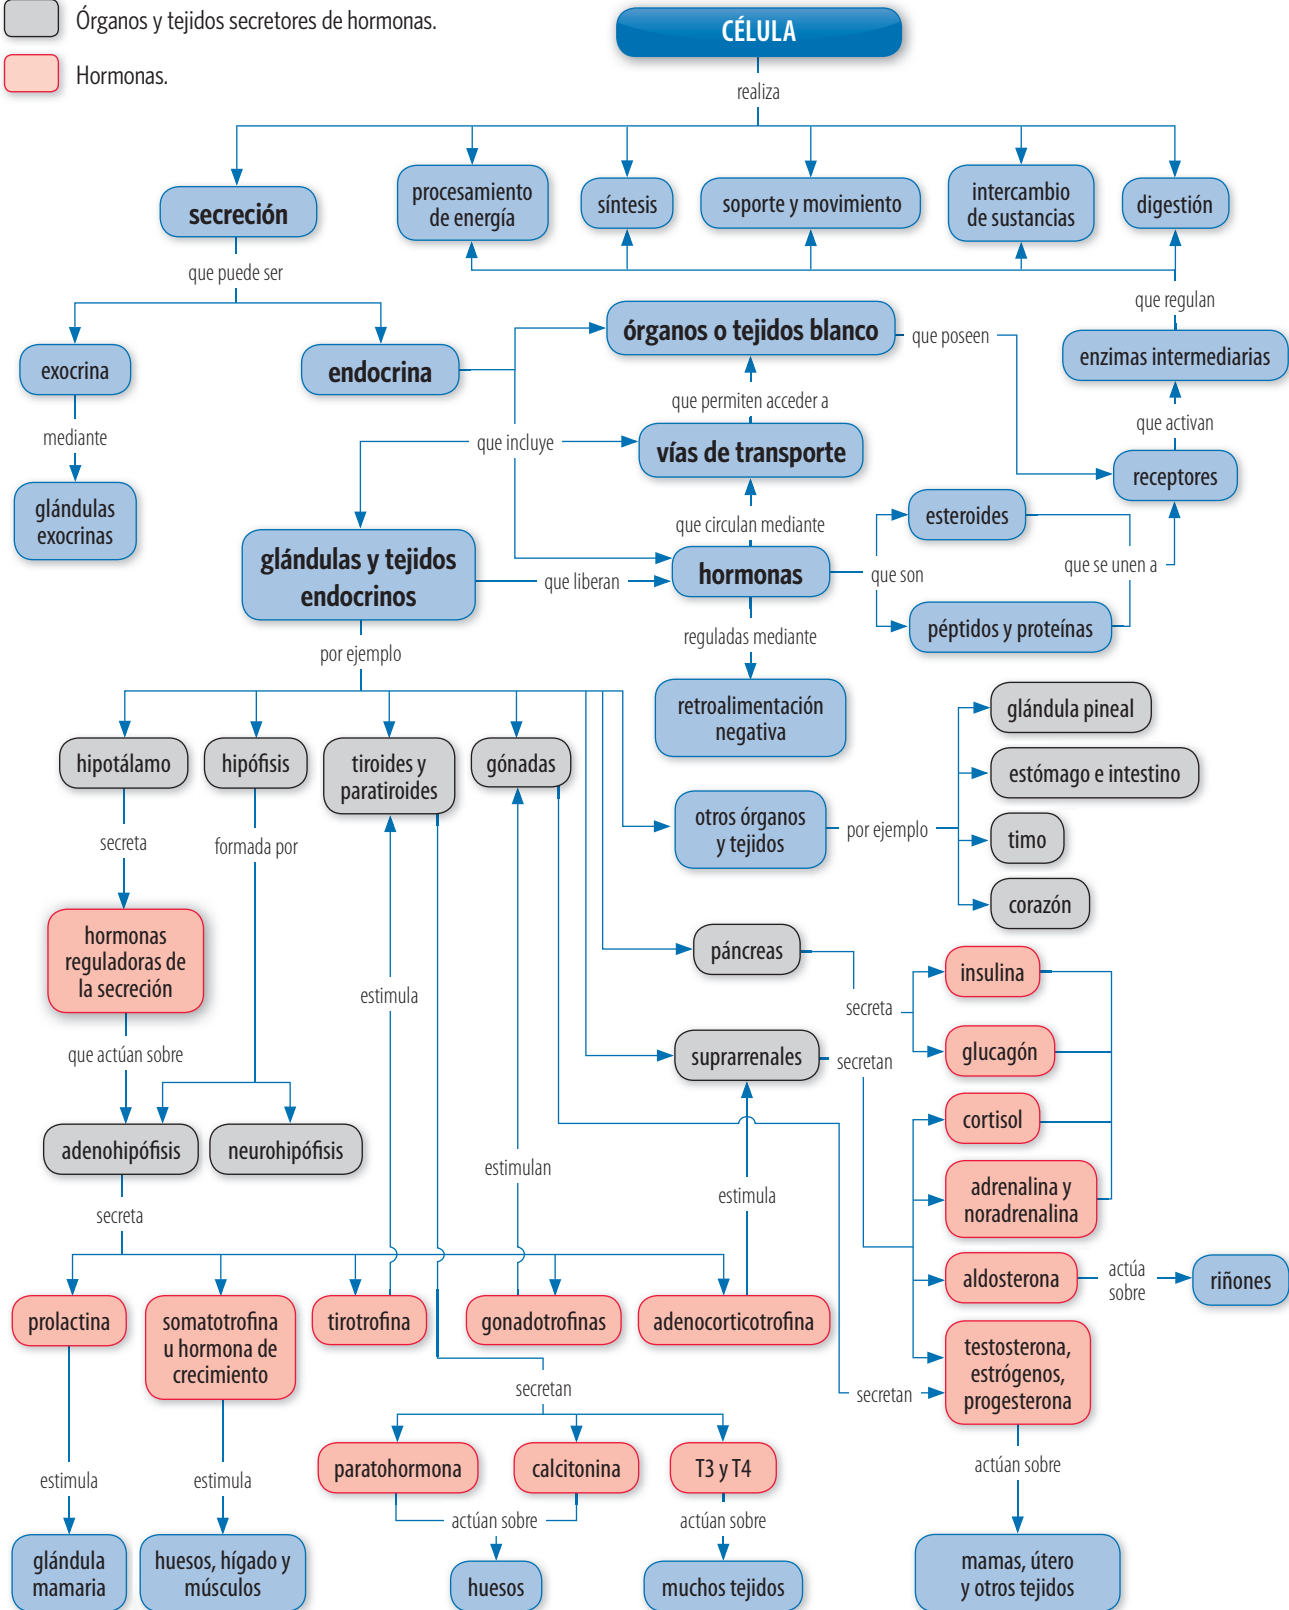 Órganos y tejidos secretores de hormonas.
Hormonas.
CÉLULA
realiza
secreción
procesamiento
de energía
síntesis
soporte y movimiento
intercambio
de sustancias
digestión
que puede ser
que regulan
exocrina
endocrina
órganos o tejidos blanco
que poseen
enzimas intermediarias
que permiten acceder a
que activan
mediante
que incluye
vías de transporte
receptores
glándulas
exocrinas
que circulan mediante
esteroides
glándulas y tejidos
endocrinos
que liberan
hormonas
que son
que se unen a
péptidos y proteínas
por ejemplo
reguladas mediante
retroalimentación
negativa
hipotálamo
hipófisis
tiroides y
paratiroides
gónadas
glándula pineal
estómago e intestino
otros órganos
y tejidos
por ejemplo
timo
corazón
secreta
formada por
hormonas
reguladoras de
la secreción
páncreas
insulina
estimula
secreta
glucagón
que actúan sobre
suprarrenales
secretan
cortisol
adenohipófisis
neurohipófisis
estimulan
estimula
adrenalina y
noradrenalina
secreta
aldosterona
actúa
sobre
riñones
prolactina
somatotrofina
u hormona de
crecimiento
tirotrofina
gonadotrofinas
adenocorticotrofina
testosterona,
estrógenos,
progesterona
secretan
secretan
paratohormona
calcitonina
T3 y T4
actúan sobre
estimula
estimula
actúan sobre
actúan sobre
glándula
mamaria
huesos, hígado y
músculos
huesos
muchos tejidos
mamas, útero
y otros tejidos